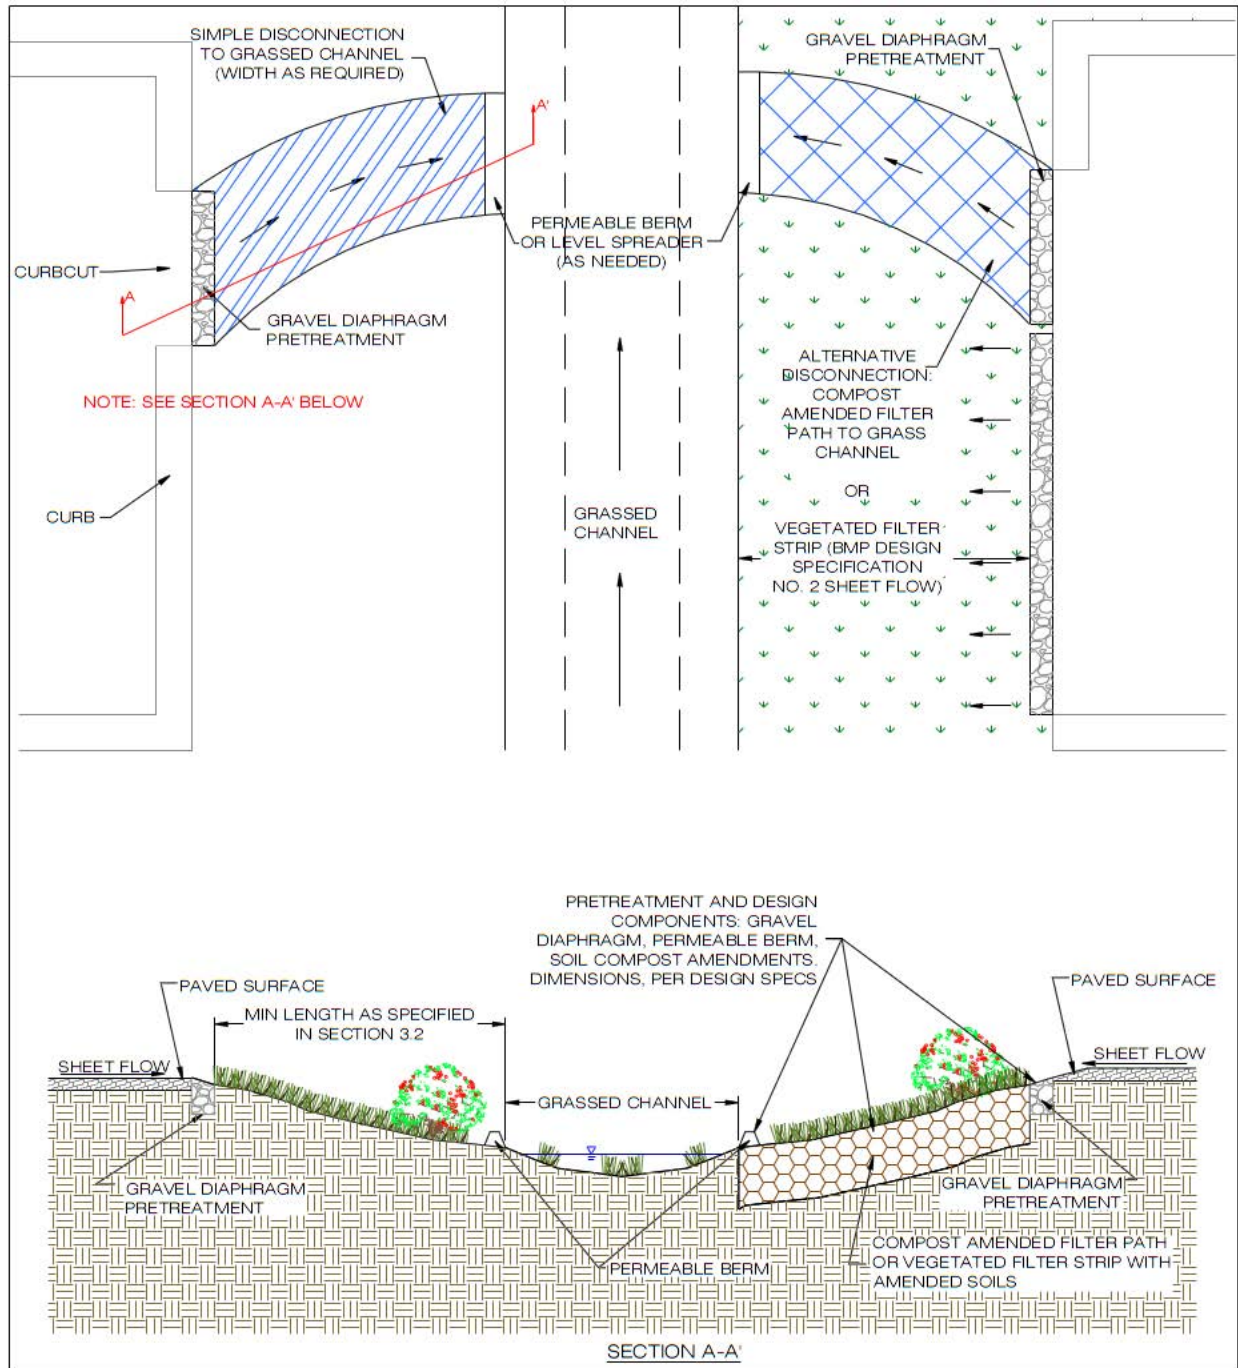 SIMPLE DISCONNECTION
TO GRASSED CHANNEL
(WIDTH AS REQUIRED)
GRAVEL DIAPHRAGM
PRETREATMENT
A'
PERMEABLE BERM
OR LEVEL SPREADER
(AS NEEDED)
CURBCUT
A
GRAVEL DIAPHRAGM
PRETREATMENT
NOTE: SEE SECTION A-A' BELOW
ALTERNATIVE
DISCONNECTION:
COMPOST
AMENDED FILTER
PATH TO GRASS
CHANNEL
OR
CURB
GRASSED
CHANNEL
VEGETATED FILTER
STRIP (BMP DESIGN
SPECIFICATION
NO. 2 SHEET FLOW)
PRETREATMENT AND DESIGN
COMPONENTS: GRAVEL
DIAPHRAGM, PERMEABLE BERM,
SOIL COMPOST AMENDMENTS.
DIMENSIONS, PER DESIGN SPECS
PAVED SURFACE
PAVED SURFACE
MIN LENGTH AS SPECIFIED
IN SECTION 3.2
SHEET FLOW
SHEET FLOW
GRASSED CHANNEL
GRAVEL DIAPHRAGM
PRETREATMENT
GRAVEL DIAPHRAGM
PRETREATMENT
PERMEABLE BERM
COMPOST AMENDED FILTER PATH
OR VEGETATED FILTER STRIP WITH
AMENDED SOILS
SECTION A-A'